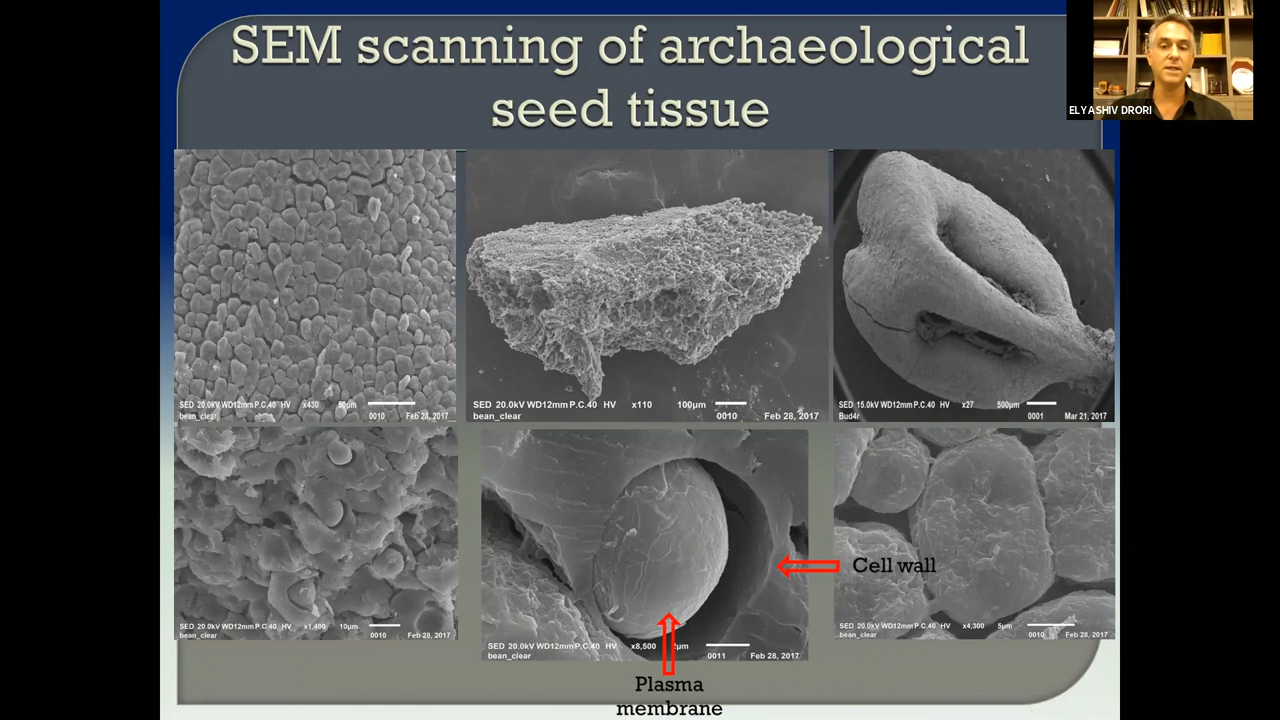 SEM scanning of archaeological
seed tissue
ELYASHIV DRORI
SED 20.0kV WD12mm P.C.40 HV x430 50µm
bean_clear 0010 Feb 28, 2017
SED 20.0kV WD12mm P.C.40 HV x110 100µm
bean_clear 0010 Feb 28, 2017
SED 15.0kV WD12mm P.C.40 HV x27 500µm
Bud4r 0001 Mar 21, 2017
SED 20.0kV WD12mm P.C.40 HV x1,400 10µm
bean_clear 0010 Feb 28, 2017
SED 20.0kV WD12mm P.C.40 HV x8,500 2µm
bean_clear 0011 Feb 28, 2017
SED 20.0kV WD12mm P.C.40 HV x4,300 5µm
bean_clear 0010 Feb 28, 2017
Cell wall
Plasma
membrane